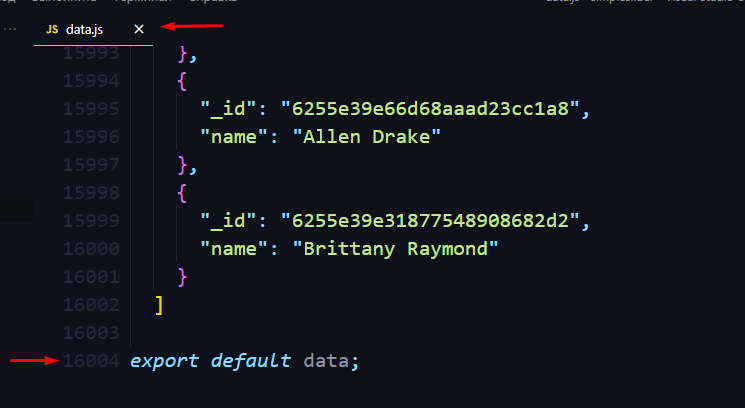 JS data.js ×
15993 },
15994 {
15995 "_id": "6255e39e66d68aaad23cc1a8",
15996 "name": "Allen Drake"
15997 },
15998 {
15999 "_id": "6255e39e31877548908682d2",
16000 "name": "Brittany Raymond"
16001 }
16002 ]
16003
16004 export default data;